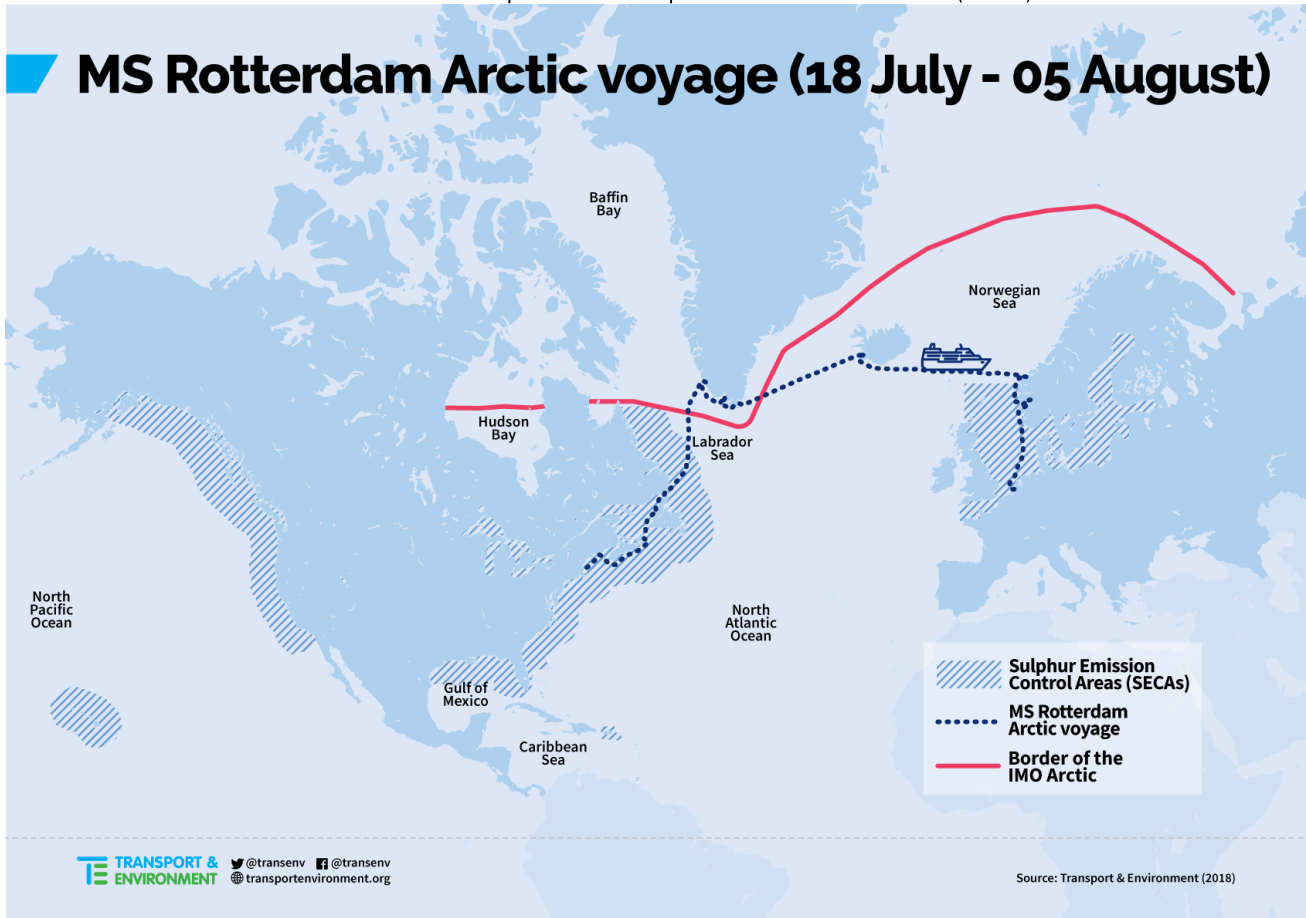 MS Rotterdam Arctic voyage (18 July - 05 August)
Baffin
Bay
Norwegian
Sea
Hudson
Bay
Labrador
Sea
North
Pacific
Ocean
North
Atlantic
Ocean
Gulf of
Mexico
Caribbean
Sea
Sulphur Emission
Control Areas (SECAs)
MS Rotterdam
Arctic voyage
Border of the
IMO Arctic
TRANSPORT &
ENVIRONMENT
@transenv @transenv
transportenvironment.org
Source: Transport & Environment (2018)